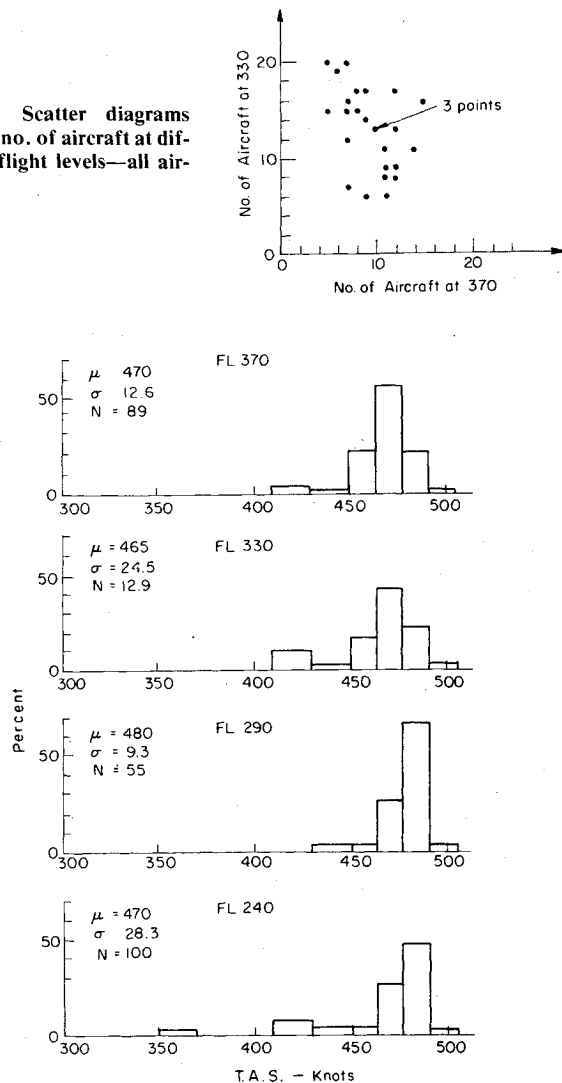 Scatter diagrams
no. of aircraft at dif-
flight levels—all air-
No. of Aircraft at 330
20
10
0
3 points
0
10
20
No. of Aircraft at 370
FL 370
μ 470
σ 12.6
N = 89
50
0
300
350
400
450
500
FL 330
μ = 465
σ = 24.5
N = 12.9
50
0
300
350
400
450
500
Percent
FL 290
μ = 480
σ = 9.3
N = 55
50
0
300
350
400
450
500
FL 240
μ = 470
σ 28.3
N = 100
50
0
300
350
400
450
500
T.A.S. – Knots